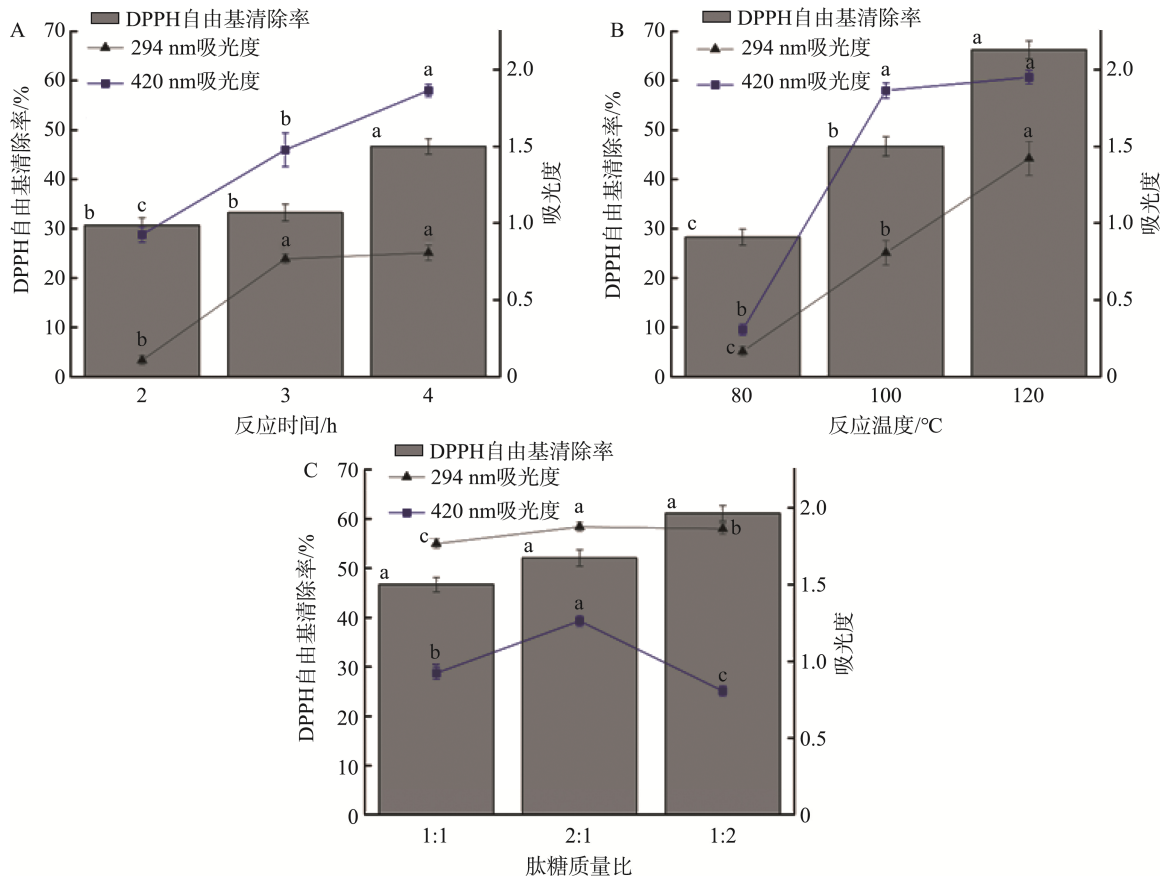 A
DPPH自由基清除率
294 nm吸光度
420 nm吸光度
DPPH自由基清除率/%
70
60
50
40
30
20
10
0
2.0
1.5
1.0
0.5
0
吸光度
b
c
b
b
b
a
a
a
a
2
3
4
反应时间/h
B
DPPH自由基清除率
294 nm吸光度
420 nm吸光度
DPPH自由基清除率/%
70
60
50
40
30
20
10
0
2.0
1.5
1.0
0.5
0
吸光度
c
b
c
b
a
b
a
a
a
80
100
120
反应温度/°C
C
DPPH自由基清除率
294 nm吸光度
420 nm吸光度
DPPH自由基清除率/%
70
60
50
40
30
20
10
0
2.0
1.5
1.0
0.5
0
吸光度
c
a
b
a
a
a
a
b
c
1:1
2:1
1:2
肽糖质量比